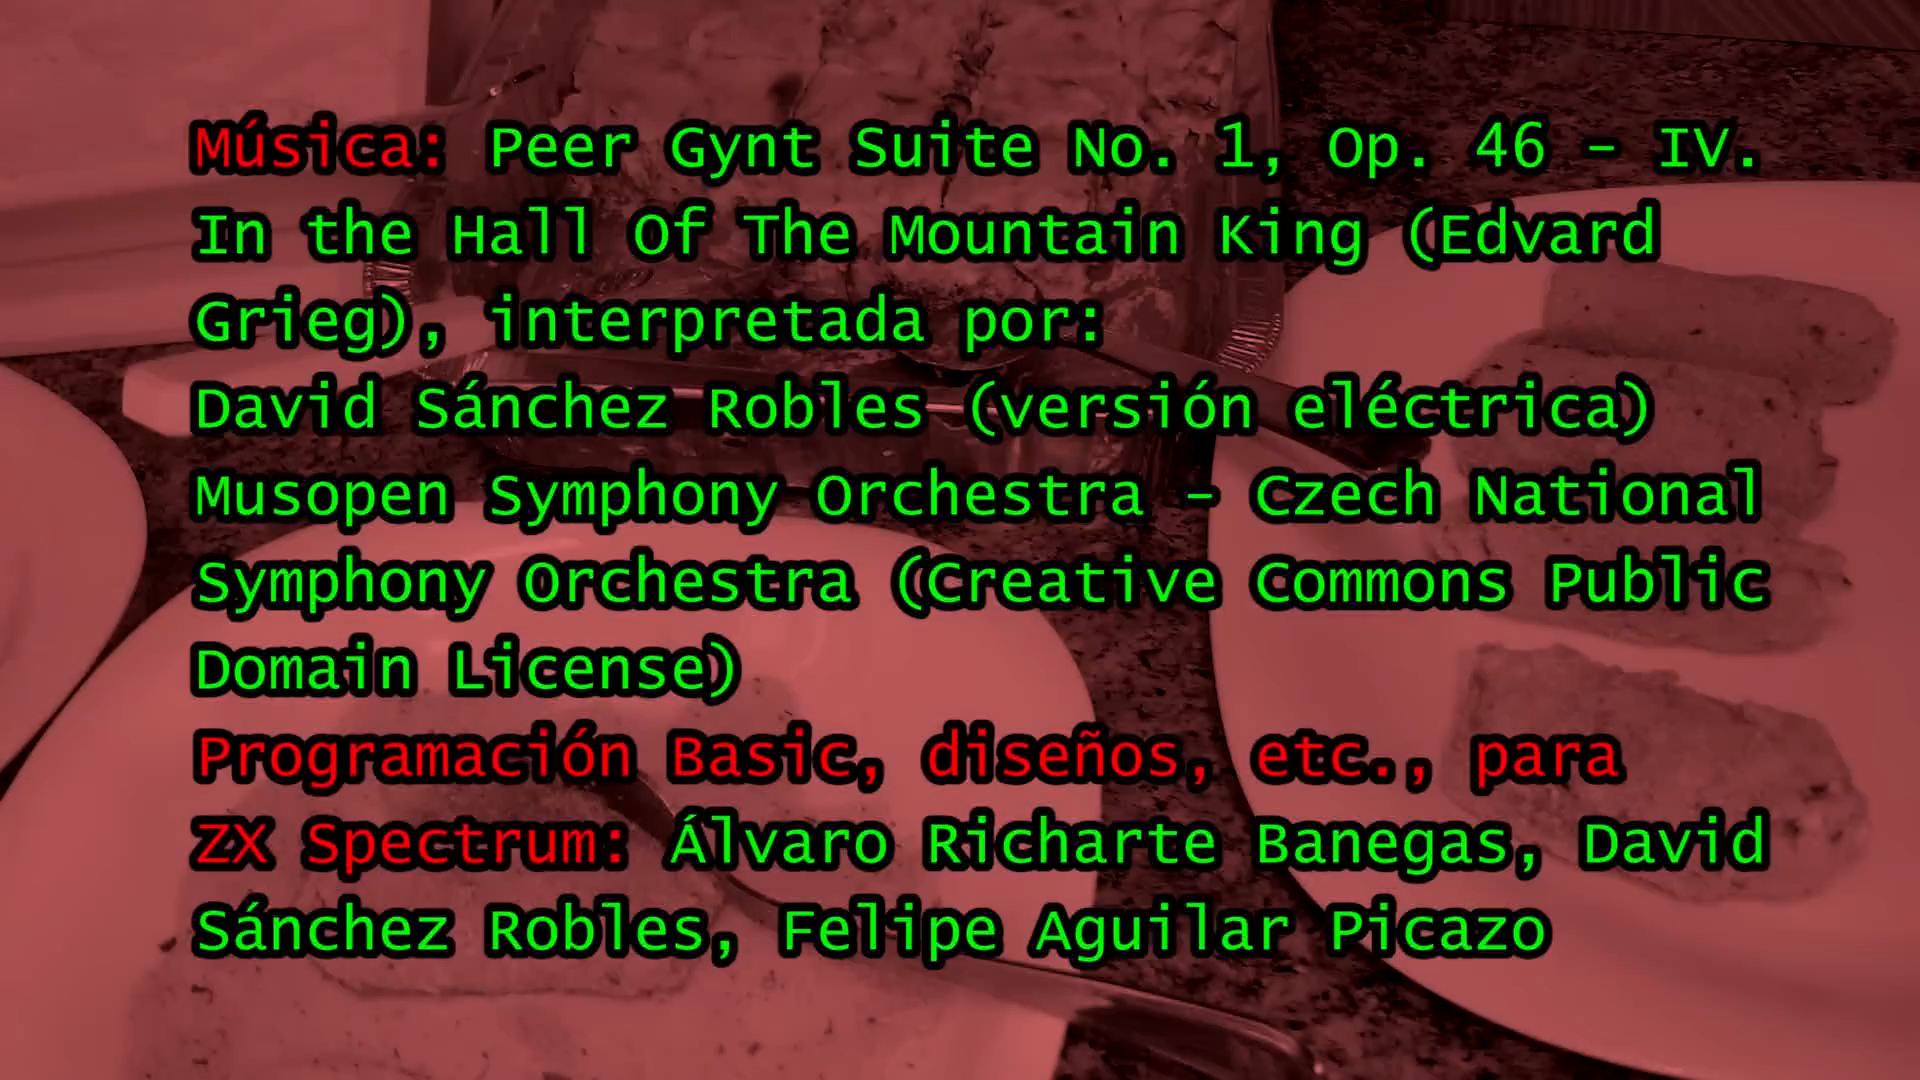 Música: Peer Gynt Suite No. 1, Op. 46 – IV.
In the Hall Of The Mountain King (Edvard
Grieg), interpretada por:
David Sánchez Robles (versión eléctrica)
Musopen Symphony Orchestra – Czech National
Symphony Orchestra (Creative Commons Public
Domain License)
Programación Basic, diseños, etc., para
ZX Spectrum: Álvaro Richarte Banegas, David
Sánchez Robles, Felipe Aguilar Picazo